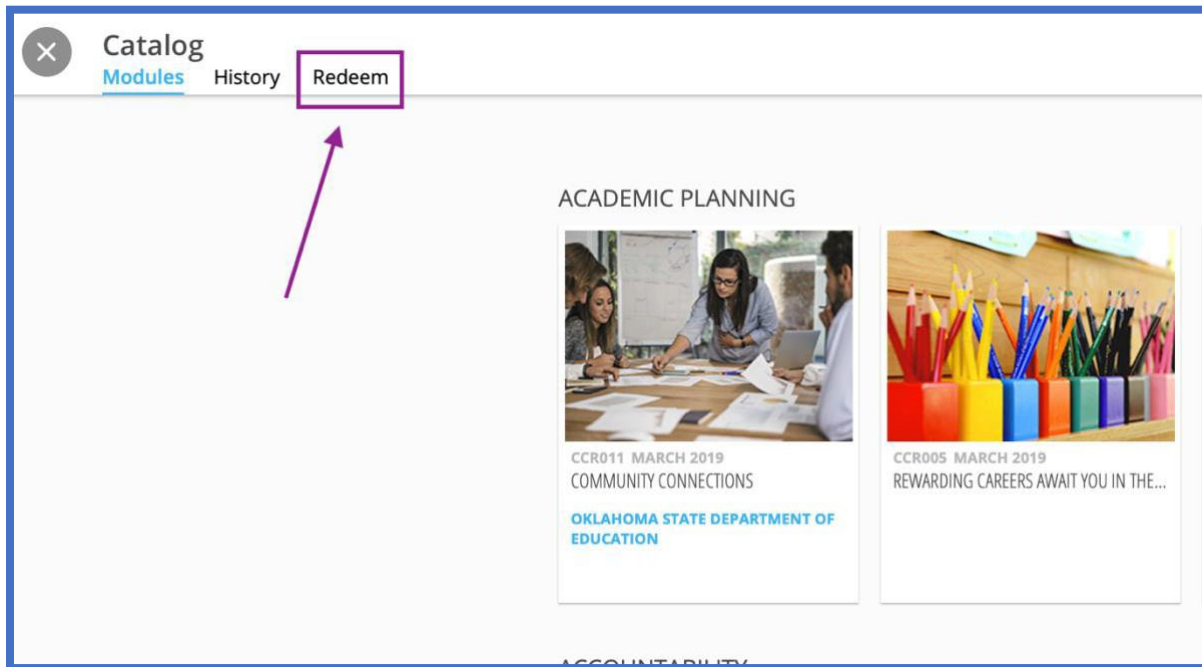 Catalog
Modules History Redeem
ACADEMIC PLANNING
CCR011 MARCH 2019
COMMUNITY CONNECTIONS
OKLAHOMA STATE DEPARTMENT OF
EDUCATION
CCR005 MARCH 2019
REWARDING CAREERS AWAIT YOU IN THE...
ACCOUNTABILITY